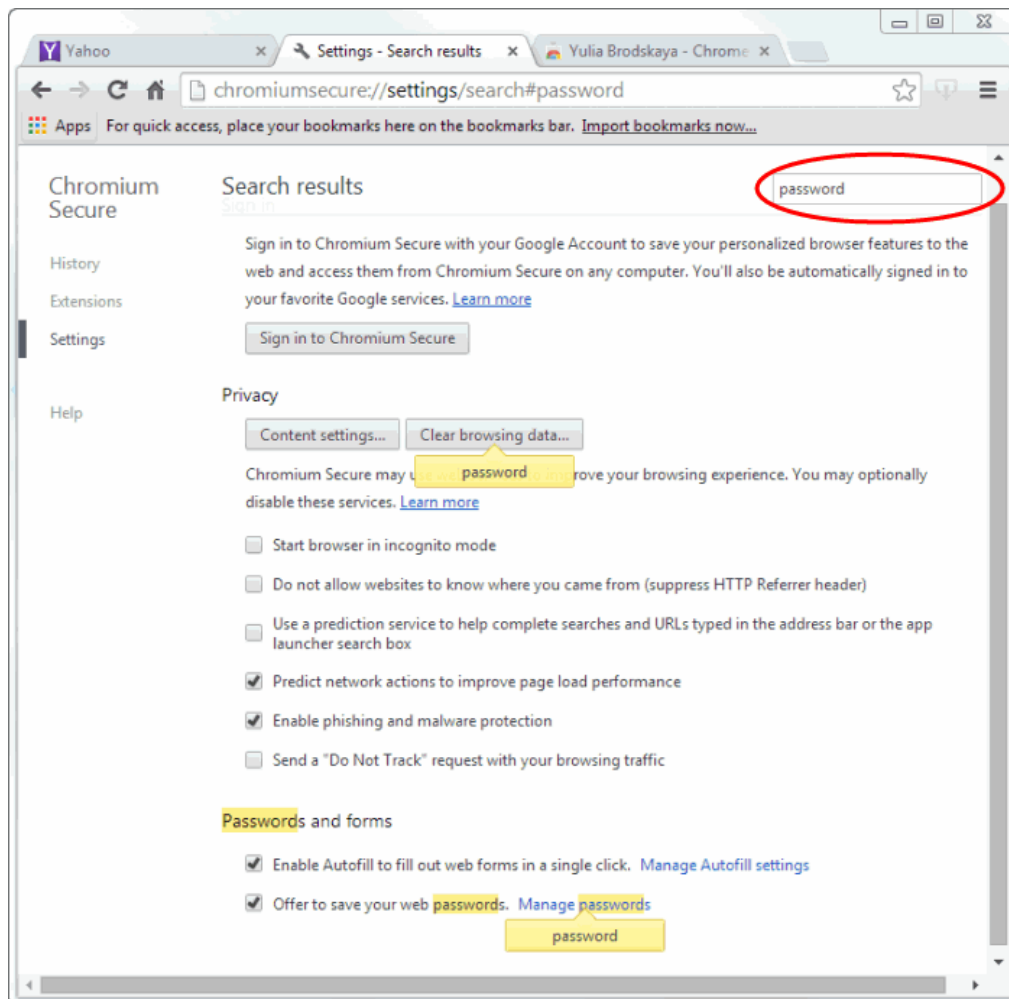 Yahoo
Settings - Search results
Yulia Brodskaya - Chrome
chromiumsecure://settings/search#password
Apps For quick access, place your bookmarks here on the bookmarks bar. Import bookmarks now...
Chromium Secure
History
Extensions
Settings
Help
Search results
password
Sign in
Sign in to Chromium Secure with your Google Account to save your personalized browser features to the
web and access them from Chromium Secure on any computer. You'll also be automatically signed in to
your favorite Google services. Learn more
Sign in to Chromium Secure
Privacy
Content settings... Clear browsing data...
password
Chromium Secure may use improve your browsing experience. You may optionally
disable these services. Learn more
Start browser in incognito mode
Do not allow websites to know where you came from (suppress HTTP Referrer header)
Use a prediction service to help complete searches and URLs typed in the address bar or the app
launcher search box
Predict network actions to improve page load performance
Enable phishing and malware protection
Send a "Do Not Track" request with your browsing traffic
Passwords and forms
Enable Autofill to fill out web forms in a single click. Manage Autofill settings
Offer to save your web passwords. Manage passwords
password